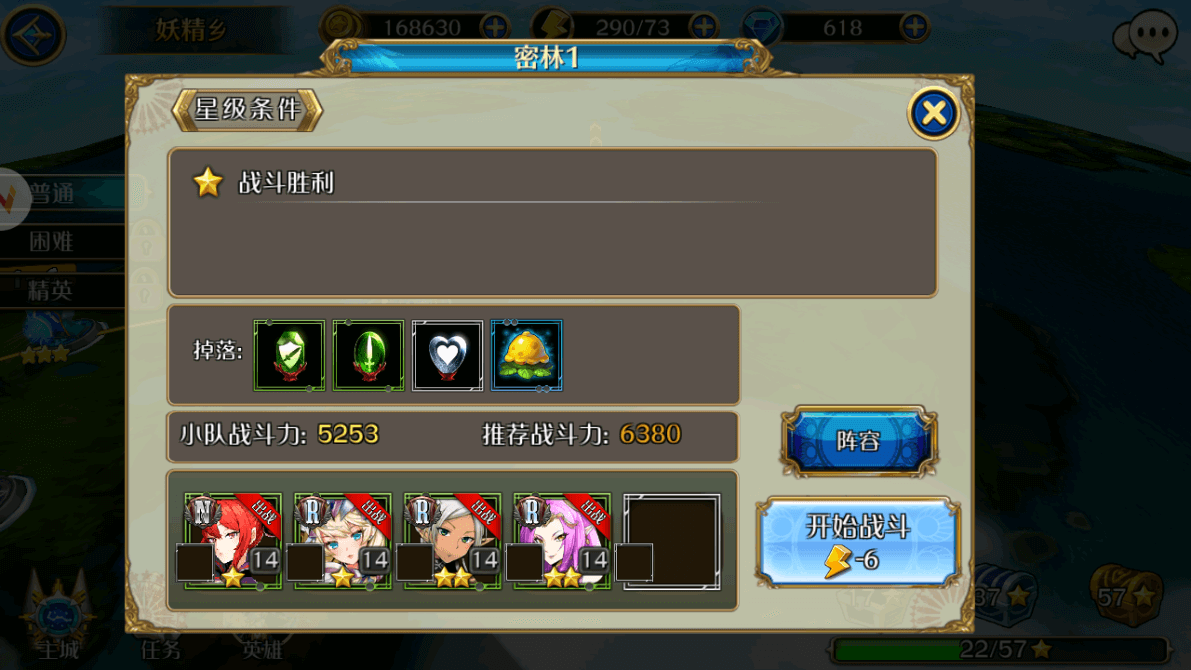 妖精乡
168630
290/73
618
密林1
星级条件
普通
困难
精英
战斗胜利
掉落:
小队战斗力: 5253
推荐战斗力: 6380
阵容
N 出战 14
R 出战 14
R 出战 14
R 出战 14
开始战斗
-6
17
37
57
主城
任务
英雄
22/57